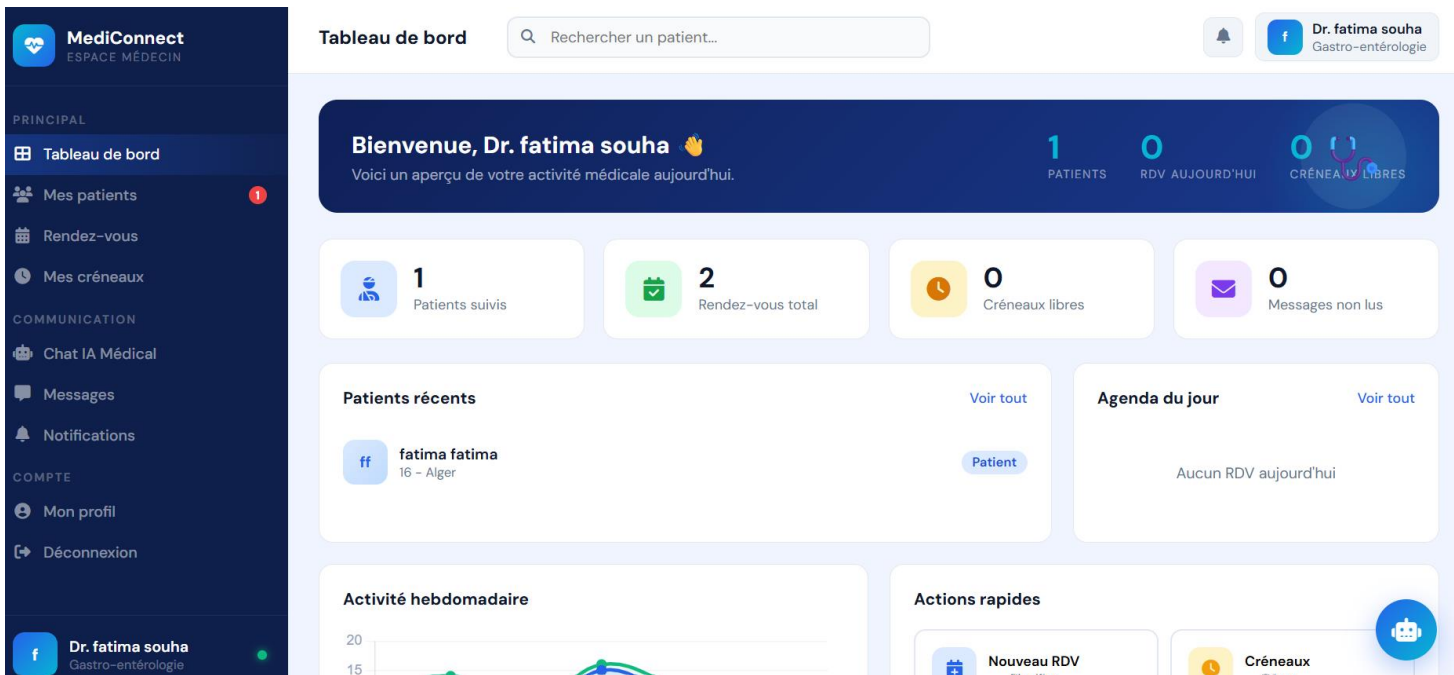 MediConnect
ESPACE MÉDECIN
PRINCIPAL
Tableau de bord
Mes patients 1
Rendez-vous
Mes créneaux
COMMUNICATION
Chat IA Médical
Messages
Notifications
COMPTE
Mon profil
Déconnexion
f
Dr. fatima souha
Gastro-entérologie
Tableau de bord
Rechercher un patient...
f
Dr. fatima souha
Gastro-entérologie
Bienvenue, Dr. fatima souha 👋
Voici un aperçu de votre activité médicale aujourd'hui.
1
PATIENTS
0
RDV AUJOURD'HUI
0
CRÉNEAUX LIBRES
1
Patients suivis
2
Rendez-vous total
0
Créneaux libres
0
Messages non lus
Patients récents
Voir tout
ff
fatima fatima
16 - Alger
Patient
Agenda du jour
Voir tout
Aucun RDV aujourd'hui
Activité hebdomadaire
20
15
Actions rapides
Nouveau RDV
Créneaux